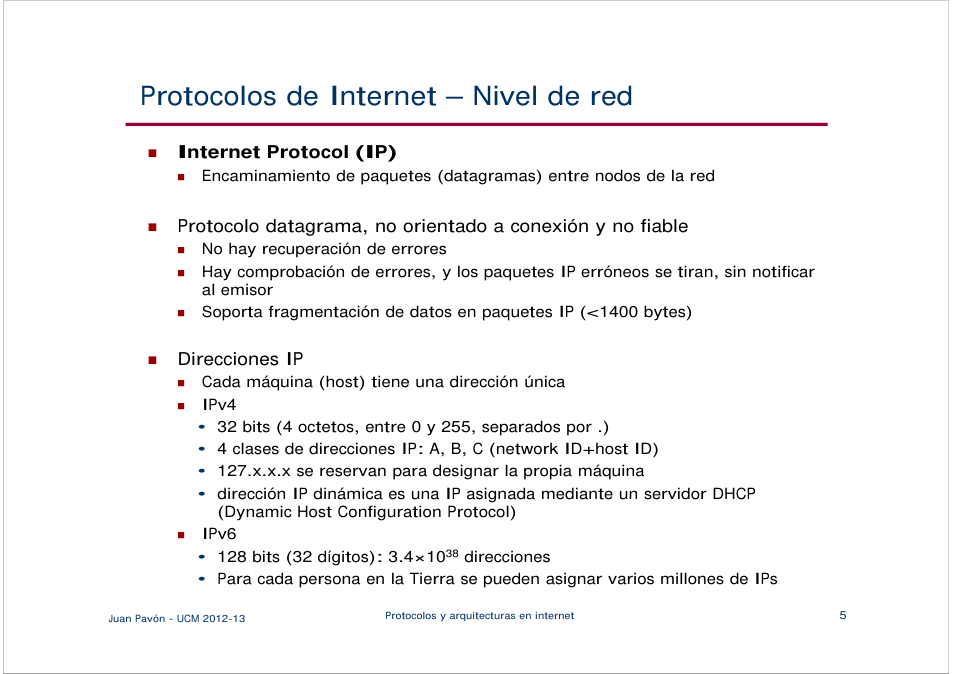 Protocolos de Internet – Nivel de red
Internet Protocol (IP)
Encaminamiento de paquetes (datagramas) entre nodos de la red
Protocolo datagrama, no orientado a conexión y no fiable
No hay recuperación de errores
Hay comprobación de errores, y los paquetes IP erróneos se tiran, sin notificar
al emisor
Soporta fragmentación de datos en paquetes IP (<1400 bytes)
Direcciones IP
Cada máquina (host) tiene una dirección única
IPv4
32 bits (4 octetos, entre 0 y 255, separados por .)
4 clases de direcciones IP: A, B, C (network ID+host ID)
127.x.x.x se reservan para designar la propia máquina
dirección IP dinámica es una IP asignada mediante un servidor DHCP
(Dynamic Host Configuration Protocol)
IPv6
128 bits (32 dígitos): 3.4×10³⁸ direcciones
Para cada persona en la Tierra se pueden asignar varios millones de IPs
Juan Pavón - UCM 2012-13
Protocolos y arquitecturas en internet
5